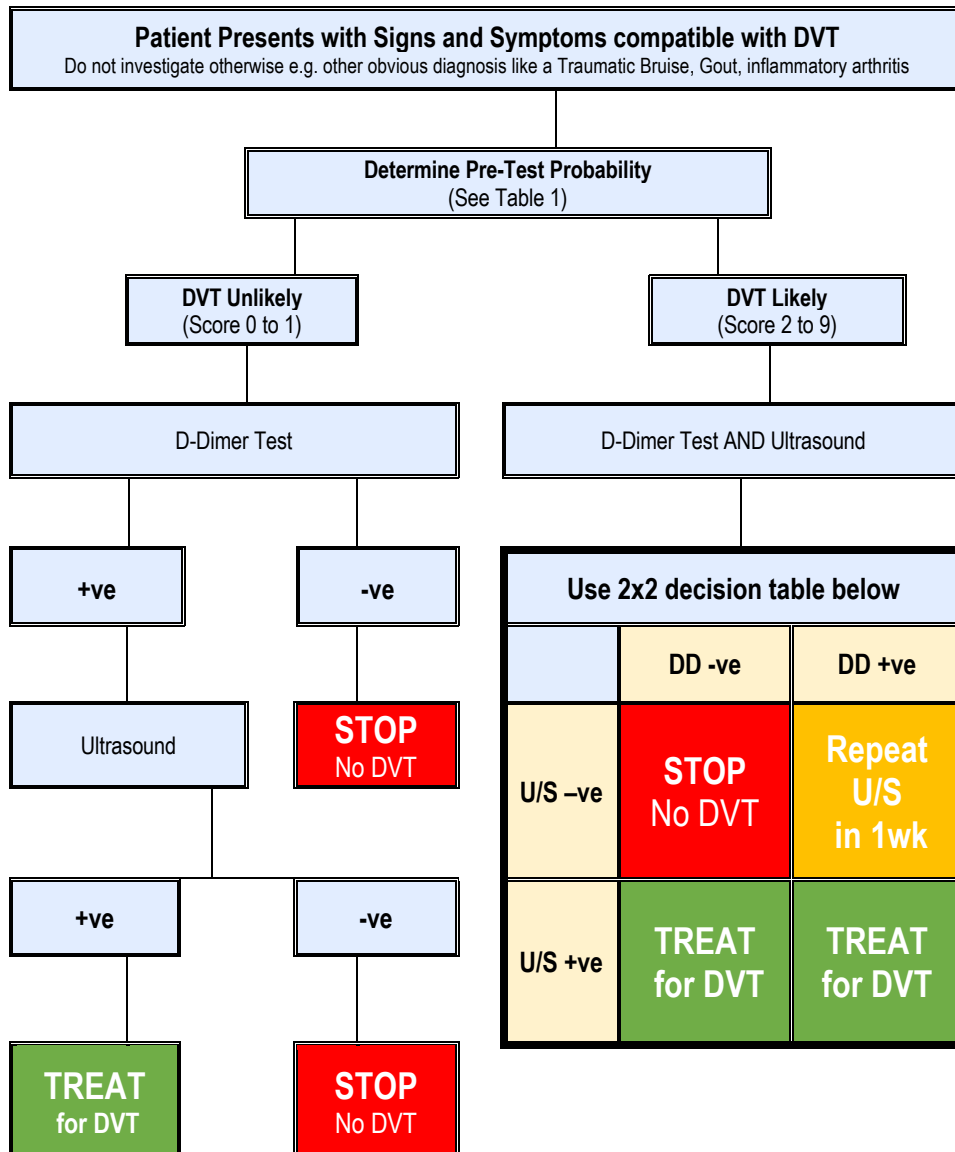 Patient Presents with Signs and Symptoms compatible with DVT
Do not investigate otherwise e.g. other obvious diagnosis like a Traumatic Bruise, Gout, inflammatory arthritis
Determine Pre-Test Probability
(See Table 1)
DVT Unlikely
(Score 0 to 1)
DVT Likely
(Score 2 to 9)
D-Dimer Test
D-Dimer Test AND Ultrasound
+ve
-ve
Use 2x2 decision table below
DD -ve
DD +ve
Ultrasound
STOP
No DVT
U/S –ve
STOP
No DVT
Repeat
U/S
in 1wk
+ve
-ve
U/S +ve
TREAT
for DVT
TREAT
for DVT
TREAT
for DVT
STOP
No DVT